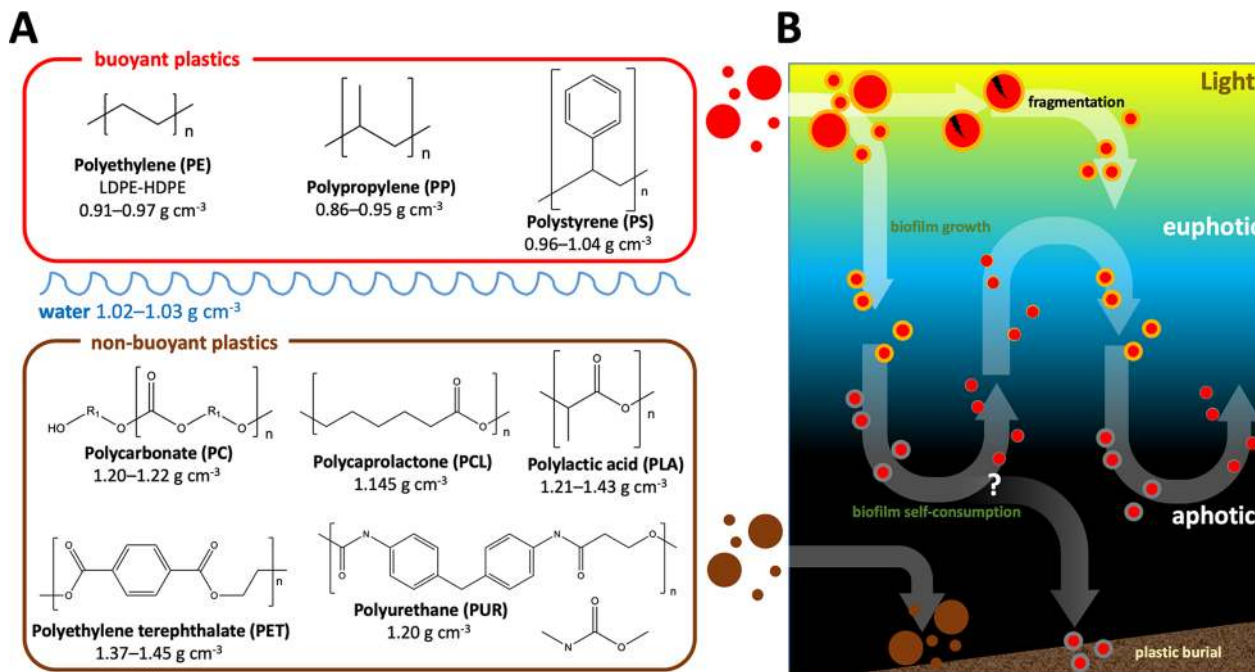 A
buoyant plastics
n
Polyethylene (PE)
LDPE-HDPE
0.91–0.97 g cm⁻³
n
Polypropylene (PP)
0.86–0.95 g cm⁻³
n
Polystyrene (PS)
0.96–1.04 g cm⁻³
water 1.02–1.03 g cm⁻³
non-buoyant plastics
HO
R₁
O
O
O
R₁
O
n
Polycarbonate (PC)
1.20–1.22 g cm⁻³
O
O
n
Polycaprolactone (PCL)
1.145 g cm⁻³
O
O
n
Polylactic acid (PLA)
1.21–1.43 g cm⁻³
O
O
O
O
n
Polyethylene terephthalate (PET)
1.37–1.45 g cm⁻³
O
H
N
H
N
O
O
n
Polyurethane (PUR)
1.20 g cm⁻³
O
N
H
O
B
Light
fragmentation
biofilm growth
euphotic
?
biofilm self-consumption
aphotic
plastic burial